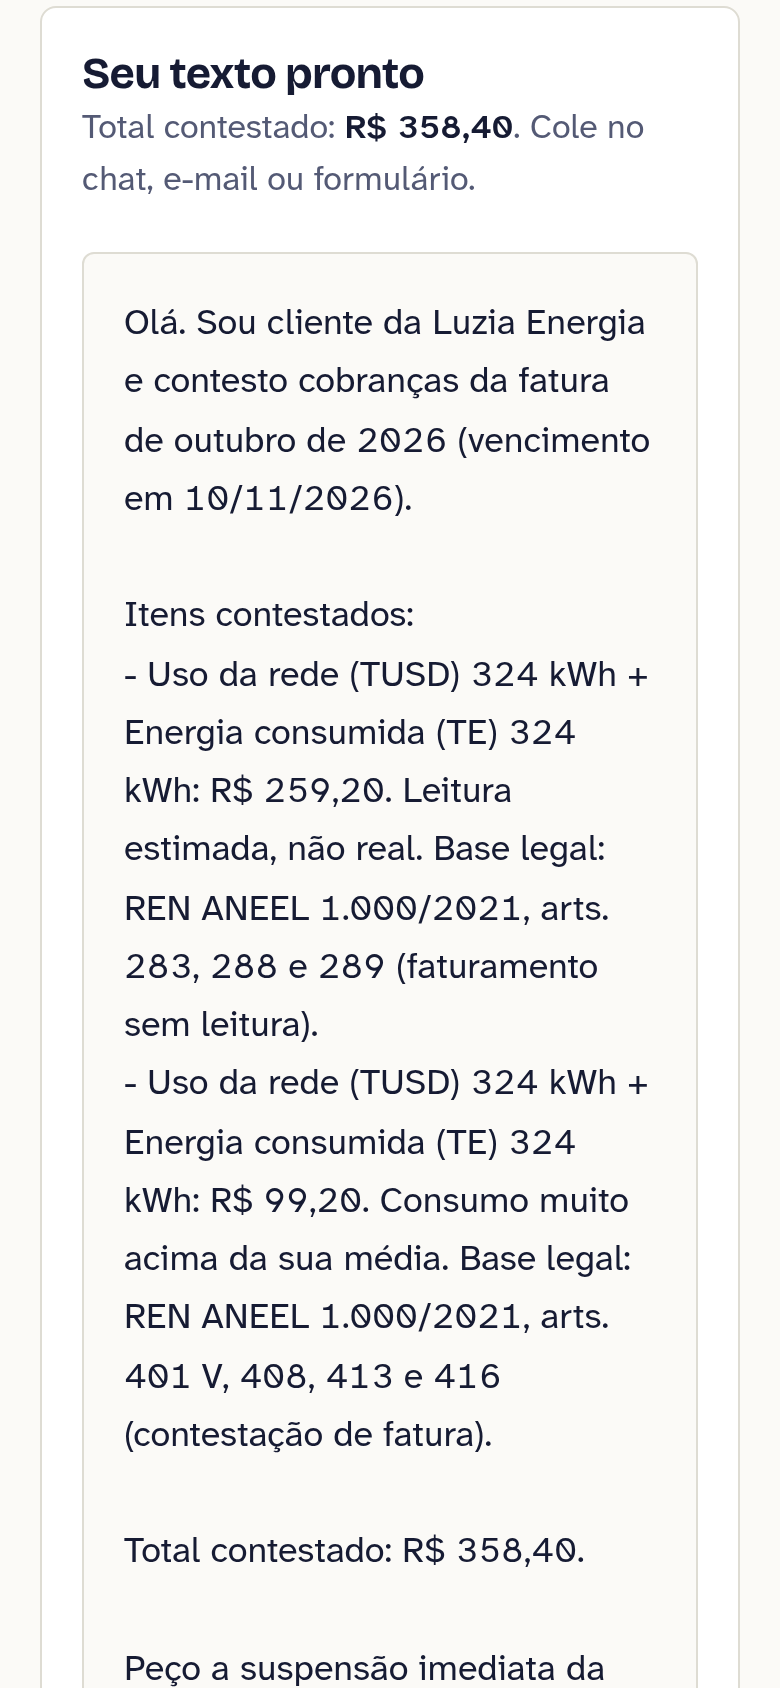 Seu texto pronto
Total contestado: R$ 358,40. Cole no
chat, e-mail ou formulário.
Olá. Sou cliente da Luzia Energia
e contesto cobranças da fatura
de outubro de 2026 (vencimento
em 10/11/2026).
Itens contestados:
- Uso da rede (TUSD) 324 kWh +
Energia consumida (TE) 324
kWh: R$ 259,20. Leitura
estimada, não real. Base legal:
REN ANEEL 1.000/2021, arts.
283, 288 e 289 (faturamento
sem leitura).
- Uso da rede (TUSD) 324 kWh +
Energia consumida (TE) 324
kWh: R$ 99,20. Consumo muito
acima da sua média. Base legal:
REN ANEEL 1.000/2021, arts.
401 V, 408, 413 e 416
(contestação de fatura).
Total contestado: R$ 358,40.
Peço a suspensão imediata da